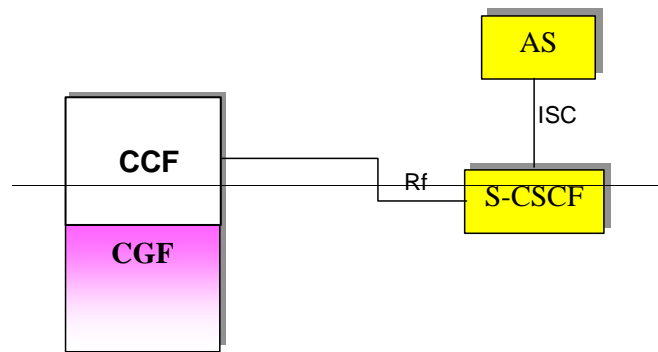 AS
ISC
CCF
Rf
S-CSCF
CGF